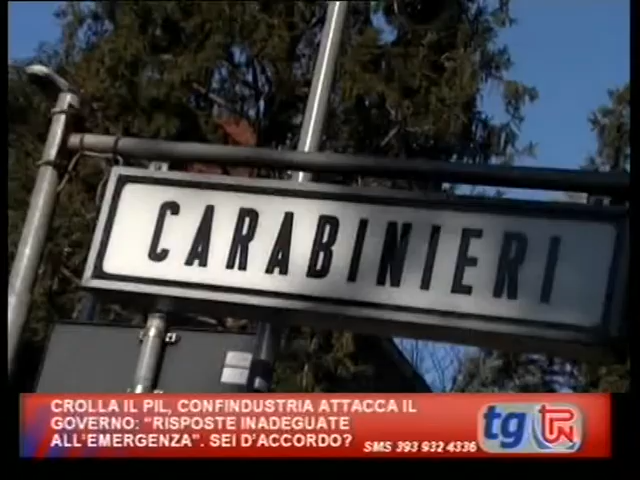 CARABINIERI
CROLLA IL PIL, CONFINDUSTRIA ATTACCA IL
GOVERNO: "RISPOSTE INADEGUATE
ALL'EMERGENZA". SEI D'ACCORDO?
SMS 393 932 4336
tg TPN